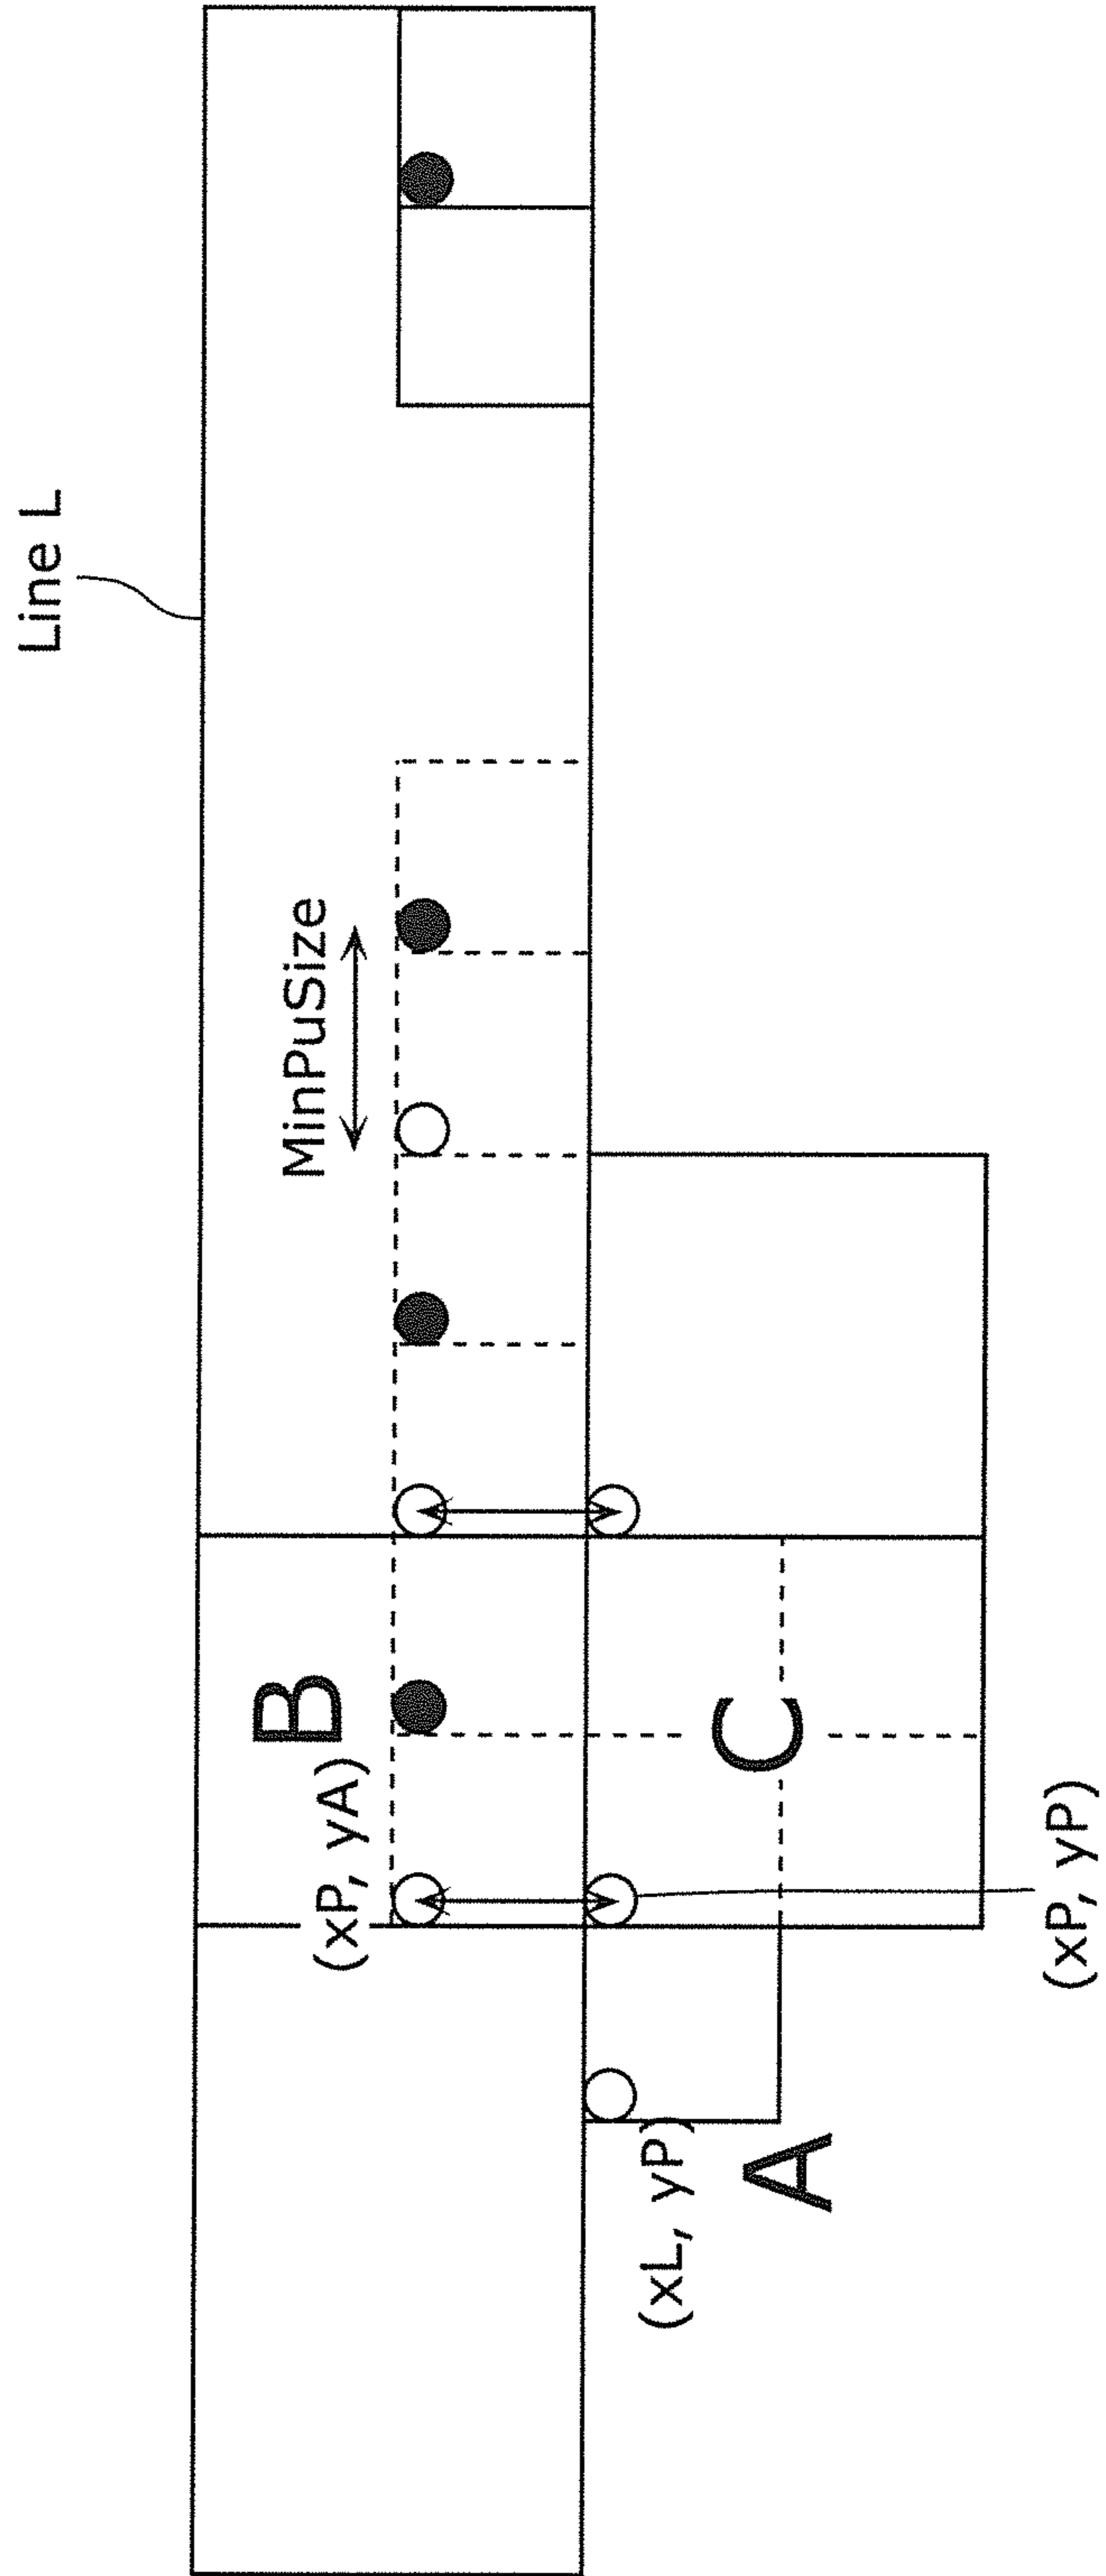 Line L
MinPuSize
B
(xP, yA)
C
(xP, yP)
(xL, yP)
A